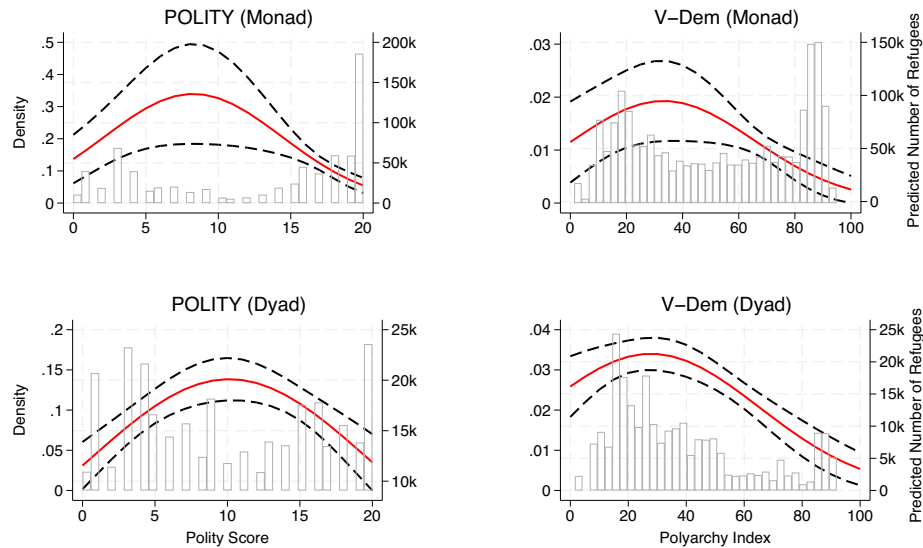 POLITY (Monad)
V−Dem (Monad)
.5
.4
.3
.2
.1
0
Density
200k
150k
100k
50k
0
0 5 10 15 20
.03
.02
.01
0
150k
100k
50k
0
Predicted Number of Refugees
0 20 40 60 80 100
POLITY (Dyad)
V−Dem (Dyad)
.2
.15
.1
.05
0
Density
25k
20k
15k
10k
0 5 10 15 20
Polity Score
.04
.03
.02
.01
0
25k
20k
15k
10k
5k
0
Predicted Number of Refugees
0 20 40 60 80 100
Polyarchy Index